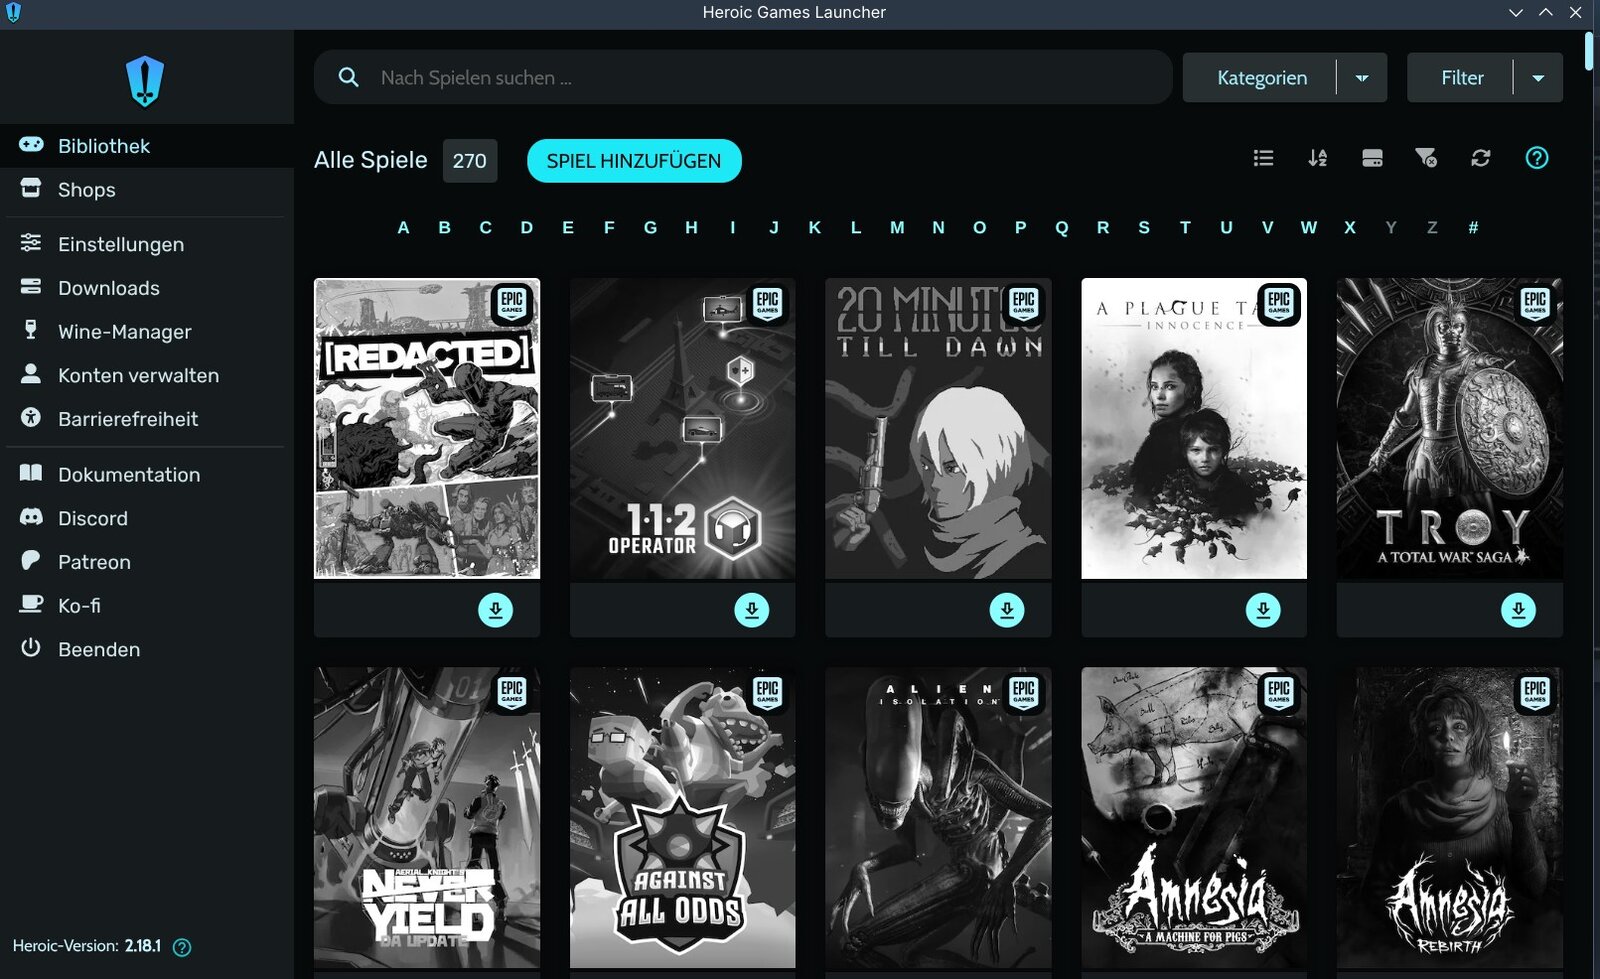 Heroic Games Launcher
Nach Spielen suchen ...
Kategorien
Filter
Bibliothek
Shops
Einstellungen
Downloads
Wine-Manager
Konten verwalten
Barrierefreiheit
Dokumentation
Discord
Patreon
Ko-fi
Beenden
Heroic-Version: 2.18.1
Alle Spiele 270
SPIEL HINZUFÜGEN
A B C D E F G H I J K L M N O P Q R S T U V W X Y Z #
EPIC
GAMES
[REDACTED]
EPIC
GAMES
1·1·2
OPERATOR
EPIC
GAMES
20 MINUTES
TILL DAWN
EPIC
GAMES
A PLAGUE TA
INNOCENCE
EPIC
GAMES
TROY
A TOTAL WAR SAGA
EPIC
GAMES
AERIAL_KNIGHT'S
NEVER
YIELD
DA UPDATE
EPIC
GAMES
AGAINST
ALL ODDS
EPIC
GAMES
ALIEN
ISOLATION
EPIC
GAMES
Amnesia
A MACHINE FOR PIGS
EPIC
GAMES
Amnesia
REBIRTH